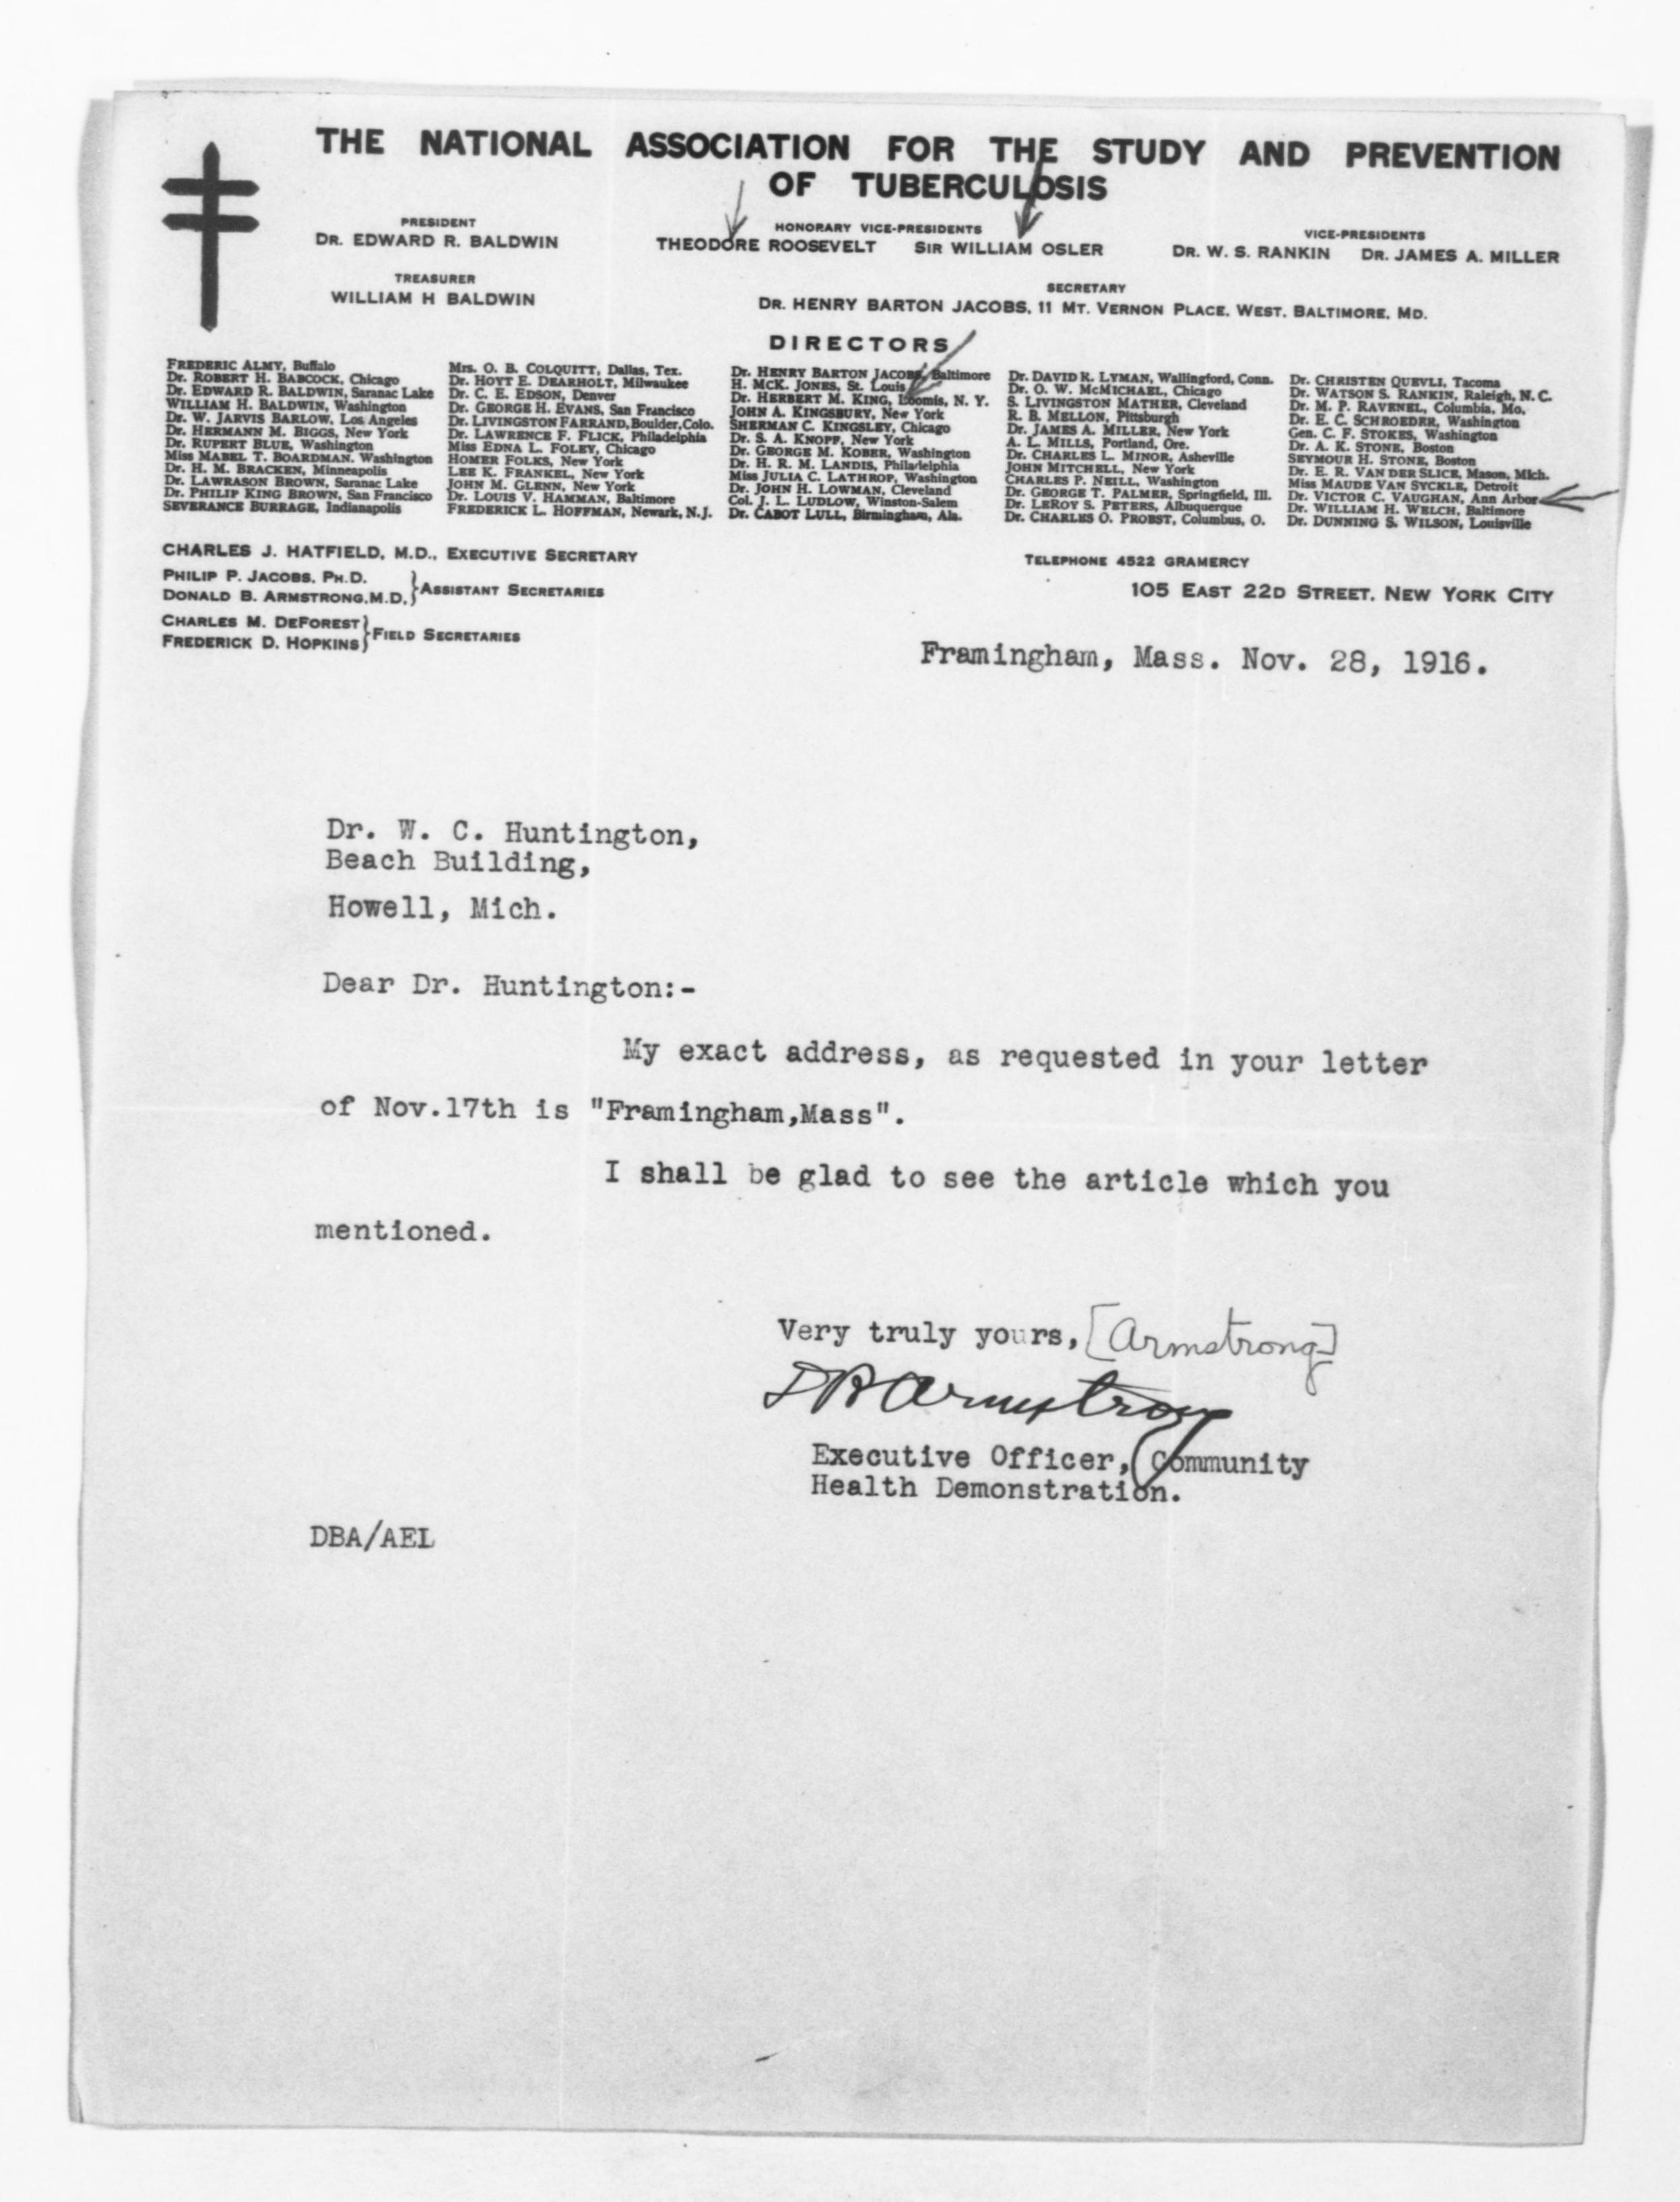 THE NATIONAL ASSOCIATION FOR THE STUDY AND PREVENTION
OF TUBERCULOSIS
PRESIDENT
DR. EDWARD R. BALDWIN
HONORARY VICE-PRESIDENTS
THEODORE ROOSEVELT SIR WILLIAM OSLER
VICE-PRESIDENTS
DR. W. S. RANKIN DR. JAMES A. MILLER
TREASURER
WILLIAM H BALDWIN
SECRETARY
DR. HENRY BARTON JACOBS, 11 MT. VERNON PLACE, WEST, BALTIMORE, MD.
DIRECTORS
FREDERIC ALMY, Buffalo
Dr. ROBERT H. BABCOCK, Chicago
Dr. EDWARD R. BALDWIN, Saranac Lake
WILLIAM H. BALDWIN, Washington
Dr. W. JARVIS BARLOW, Los Angeles
Dr. HERMANN M. BIGGS, New York
Dr. RUPERT BLUE, Washington
Miss MABEL T. BOARDMAN, Washington
Dr. H. M. BRACKEN, Minneapolis
Dr. LAWRASON BROWN, Saranac Lake
Dr. PHILIP KING BROWN, San Francisco
SEVERANCE BURRAGE, Indianapolis
Mrs. O. B. COLQUITT, Dallas, Tex.
Dr. HOYT E. DEARHOLT, Milwaukee
Dr. C. E. EDSON, Denver
Dr. GEORGE H. EVANS, San Francisco
Dr. LIVINGSTON FARRAND, Boulder, Colo.
Dr. LAWRENCE F. FLICK, Philadelphia
Miss EDNA L. FOLEY, Chicago
HOMER FOLKS, New York
LEE K. FRANKEL, New York
JOHN M. GLENN, New York
Dr. LOUIS V. HAMMAN, Baltimore
FREDERICK L. HOFFMAN, Newark, N.J.
Dr. HENRY BARTON JACOBS, Baltimore
H. McK. JONES, St. Louis
Dr. HERBERT M. KING, Loomis, N. Y.
JOHN A. KINGSBURY, New York
SHERMAN C. KINGSLEY, Chicago
Dr. S. A. KNOPF, New York
Dr. GEORGE M. KOBER, Washington
Dr. H. R. M. LANDIS, Philadelphia
Miss JULIA C. LATHROP, Washington
Dr. JOHN H. LOWMAN, Cleveland
Col. J. L. LUDLOW, Winston-Salem
Dr. CABOT LULL, Birmingham, Ala.
Dr. DAVID R. LYMAN, Wallingford, Conn.
Dr. O. W. McMICHAEL, Chicago
S. LIVINGSTON MATHER, Cleveland
R. B. MELLON, Pittsburgh
Dr. JAMES A. MILLER, New York
A. L. MILLS, Portland, Ore.
Dr. CHARLES L. MINOR, Asheville
JOHN MITCHELL, New York
CHARLES P. NEILL, Washington
Dr. GEORGE T. PALMER, Springfield, Ill.
Dr. LEROY S. PETERS, Albuquerque
Dr. CHARLES O. PROBST, Columbus, O.
Dr. CHRISTEN QUEVLI, Tacoma
Dr. WATSON S. RANKIN, Raleigh, N. C.
Dr. M. P. RAVENEL, Columbia, Mo.
Dr. E. C. SCHROEDER, Washington
Gen. C. F. STOKES, Washington
Dr. A. K. STONE, Boston
SEYMOUR H. STONE, Boston
Dr. E. R. VAN DER SLICE, Mason, Mich.
Miss MAUDE VAN SYCKLE, Detroit
Dr. VICTOR C. VAUGHAN, Ann Arbor
Dr. WILLIAM H. WELCH, Baltimore
Dr. DUNNING S. WILSON, Louisville
CHARLES J. HATFIELD, M.D., EXECUTIVE SECRETARY
PHILIP P. JACOBS, PH.D.
DONALD B. ARMSTRONG, M.D. } ASSISTANT SECRETARIES
CHARLES M. DEFOREST
FREDERICK D. HOPKINS } FIELD SECRETARIES
TELEPHONE 4522 GRAMERCY
105 EAST 22D STREET, NEW YORK CITY
Framingham, Mass. Nov. 28, 1916.
Dr. W. C. Huntington,
Beach Building,
Howell, Mich.
Dear Dr. Huntington:-
My exact address, as requested in your letter
of Nov.17th is "Framingham,Mass".
I shall be glad to see the article which you
mentioned.
Very truly yours, [Armstrong]
D B Armstrong
Executive Officer, Community
Health Demonstration.
DBA/AEL